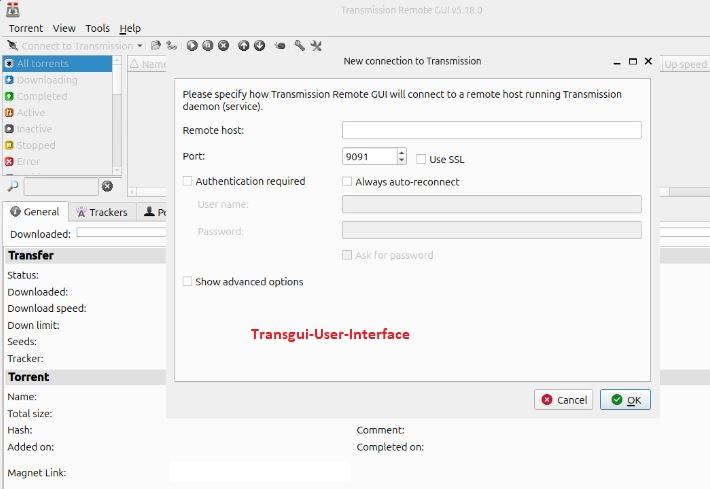 Transmission Remote GUI v5.18.0
Torrent View Tools Help
Connect to Transmission
All torrents
Downloading
Completed
Active
Inactive
Stopped
Error
Up speed
New connection to Transmission
Please specify how Transmission Remote GUI will connect to a remote host running Transmission
daemon (service).
Remote host:
Port: 9091 Use SSL
Authentication required Always auto-reconnect
User name:
Password:
Ask for password
Show advanced options
Transgui-User-Interface
Cancel OK
General Trackers
Downloaded:
Transfer
Status:
Downloaded:
Download speed:
Down limit:
Seeds:
Tracker:
Torrent
Name:
Total size:
Hash: Comment:
Added on: Completed on:
Magnet Link: